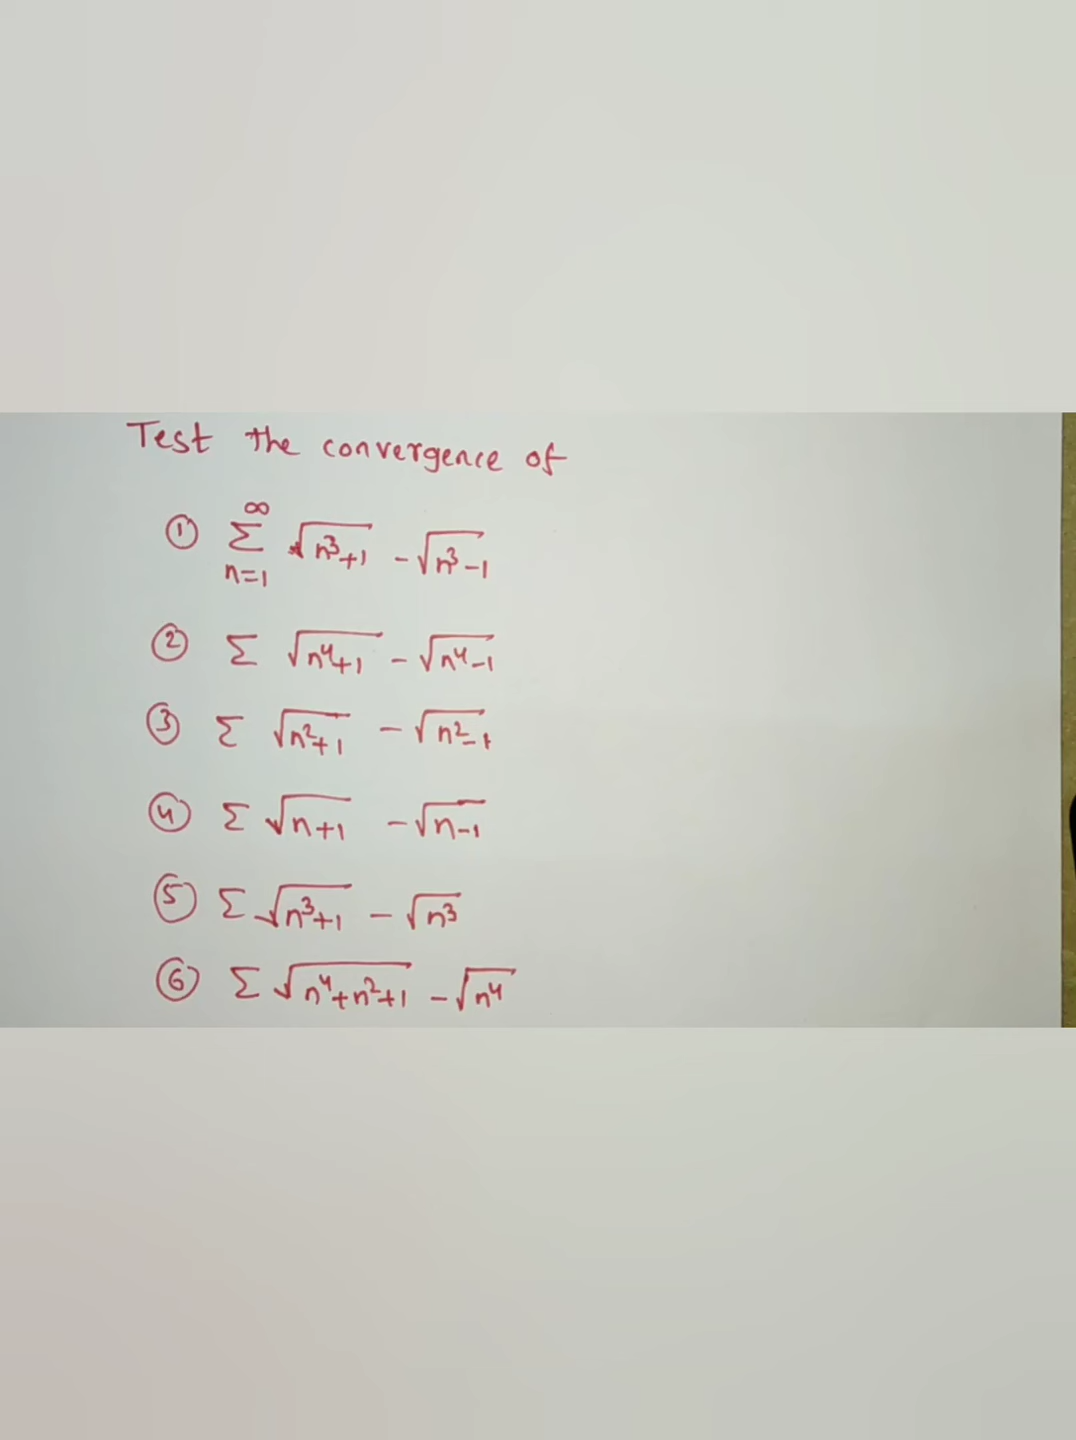 Test the convergence of
① ∞∑n=1 √(n³+1) - √(n³-1)
② ∑ √(n⁴+1) - √(n⁴-1)
③ ∑ √(n²+1) - √(n²-1)
④ ∑ √(n+1) - √(n-1)
⑤ ∑ √(n³+1) - √(n³)
⑥ ∑ √(n⁴+n²+1) - √(n⁴)